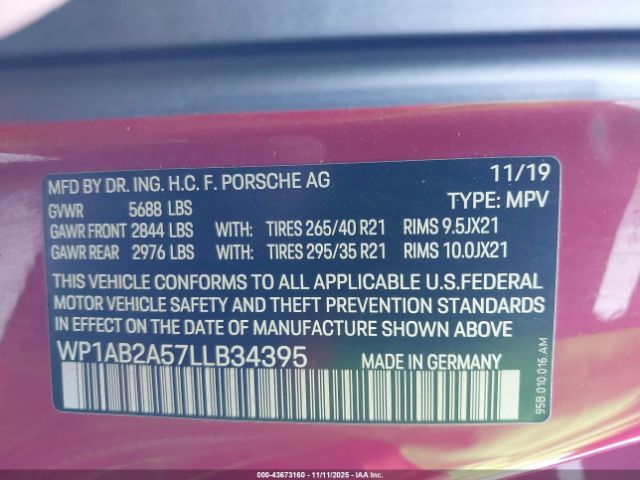 MFD BY DR. ING. H.C. F. PORSCHE AG 11/19
GVWR 5688 LBS TYPE: MPV
GAWR FRONT 2844 LBS WITH: TIRES 265/40 R21 RIMS 9.5JX21
GAWR REAR 2976 LBS WITH: TIRES 295/35 R21 RIMS 10.0JX21
THIS VEHICLE CONFORMS TO ALL APPLICABLE U.S.FEDERAL
MOTOR VEHICLE SAFETY AND THEFT PREVENTION STANDARDS
IN EFFECT ON THE DATE OF MANUFACTURE SHOWN ABOVE
WP1AB2A57LLB34395 MADE IN GERMANY
95B.010.016.AM
000-43673160 - 11/11/2025 - IAAI.COM